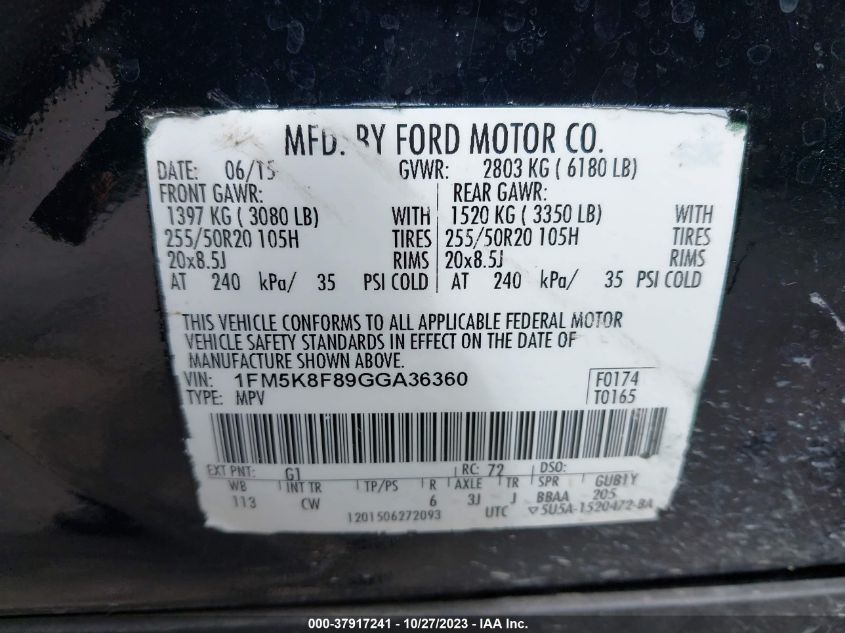 MFD. BY FORD MOTOR CO.
DATE: 06/15 GVWR: 2803 KG ( 6180 LB)
FRONT GAWR: REAR GAWR:
1397 KG ( 3080 LB) WITH 1520 KG ( 3350 LB) WITH
255/50R20 105H TIRES 255/50R20 105H TIRES
20x8.5J RIMS 20x8.5J RIMS
AT 240 kPa/ 35 PSI COLD AT 240 kPa/ 35 PSI COLD
THIS VEHICLE CONFORMS TO ALL APPLICABLE FEDERAL MOTOR
VEHICLE SAFETY STANDARDS IN EFFECT ON THE DATE OF
MANUFACTURE SHOWN ABOVE.
VIN: 1FM5K8F89GGA36360 F0174
TYPE: MPV T0165
EXT PNT: G1 RC: 72 DSO:
WB INT TR TP/PS R AXLE TR SPR GUB1Y
113 CW 6 3J J BBAA 205
1201506272093 UTC ▽5U5A-1520472-BA
000-37917241 | 10/27/2023 | IAA Inc.